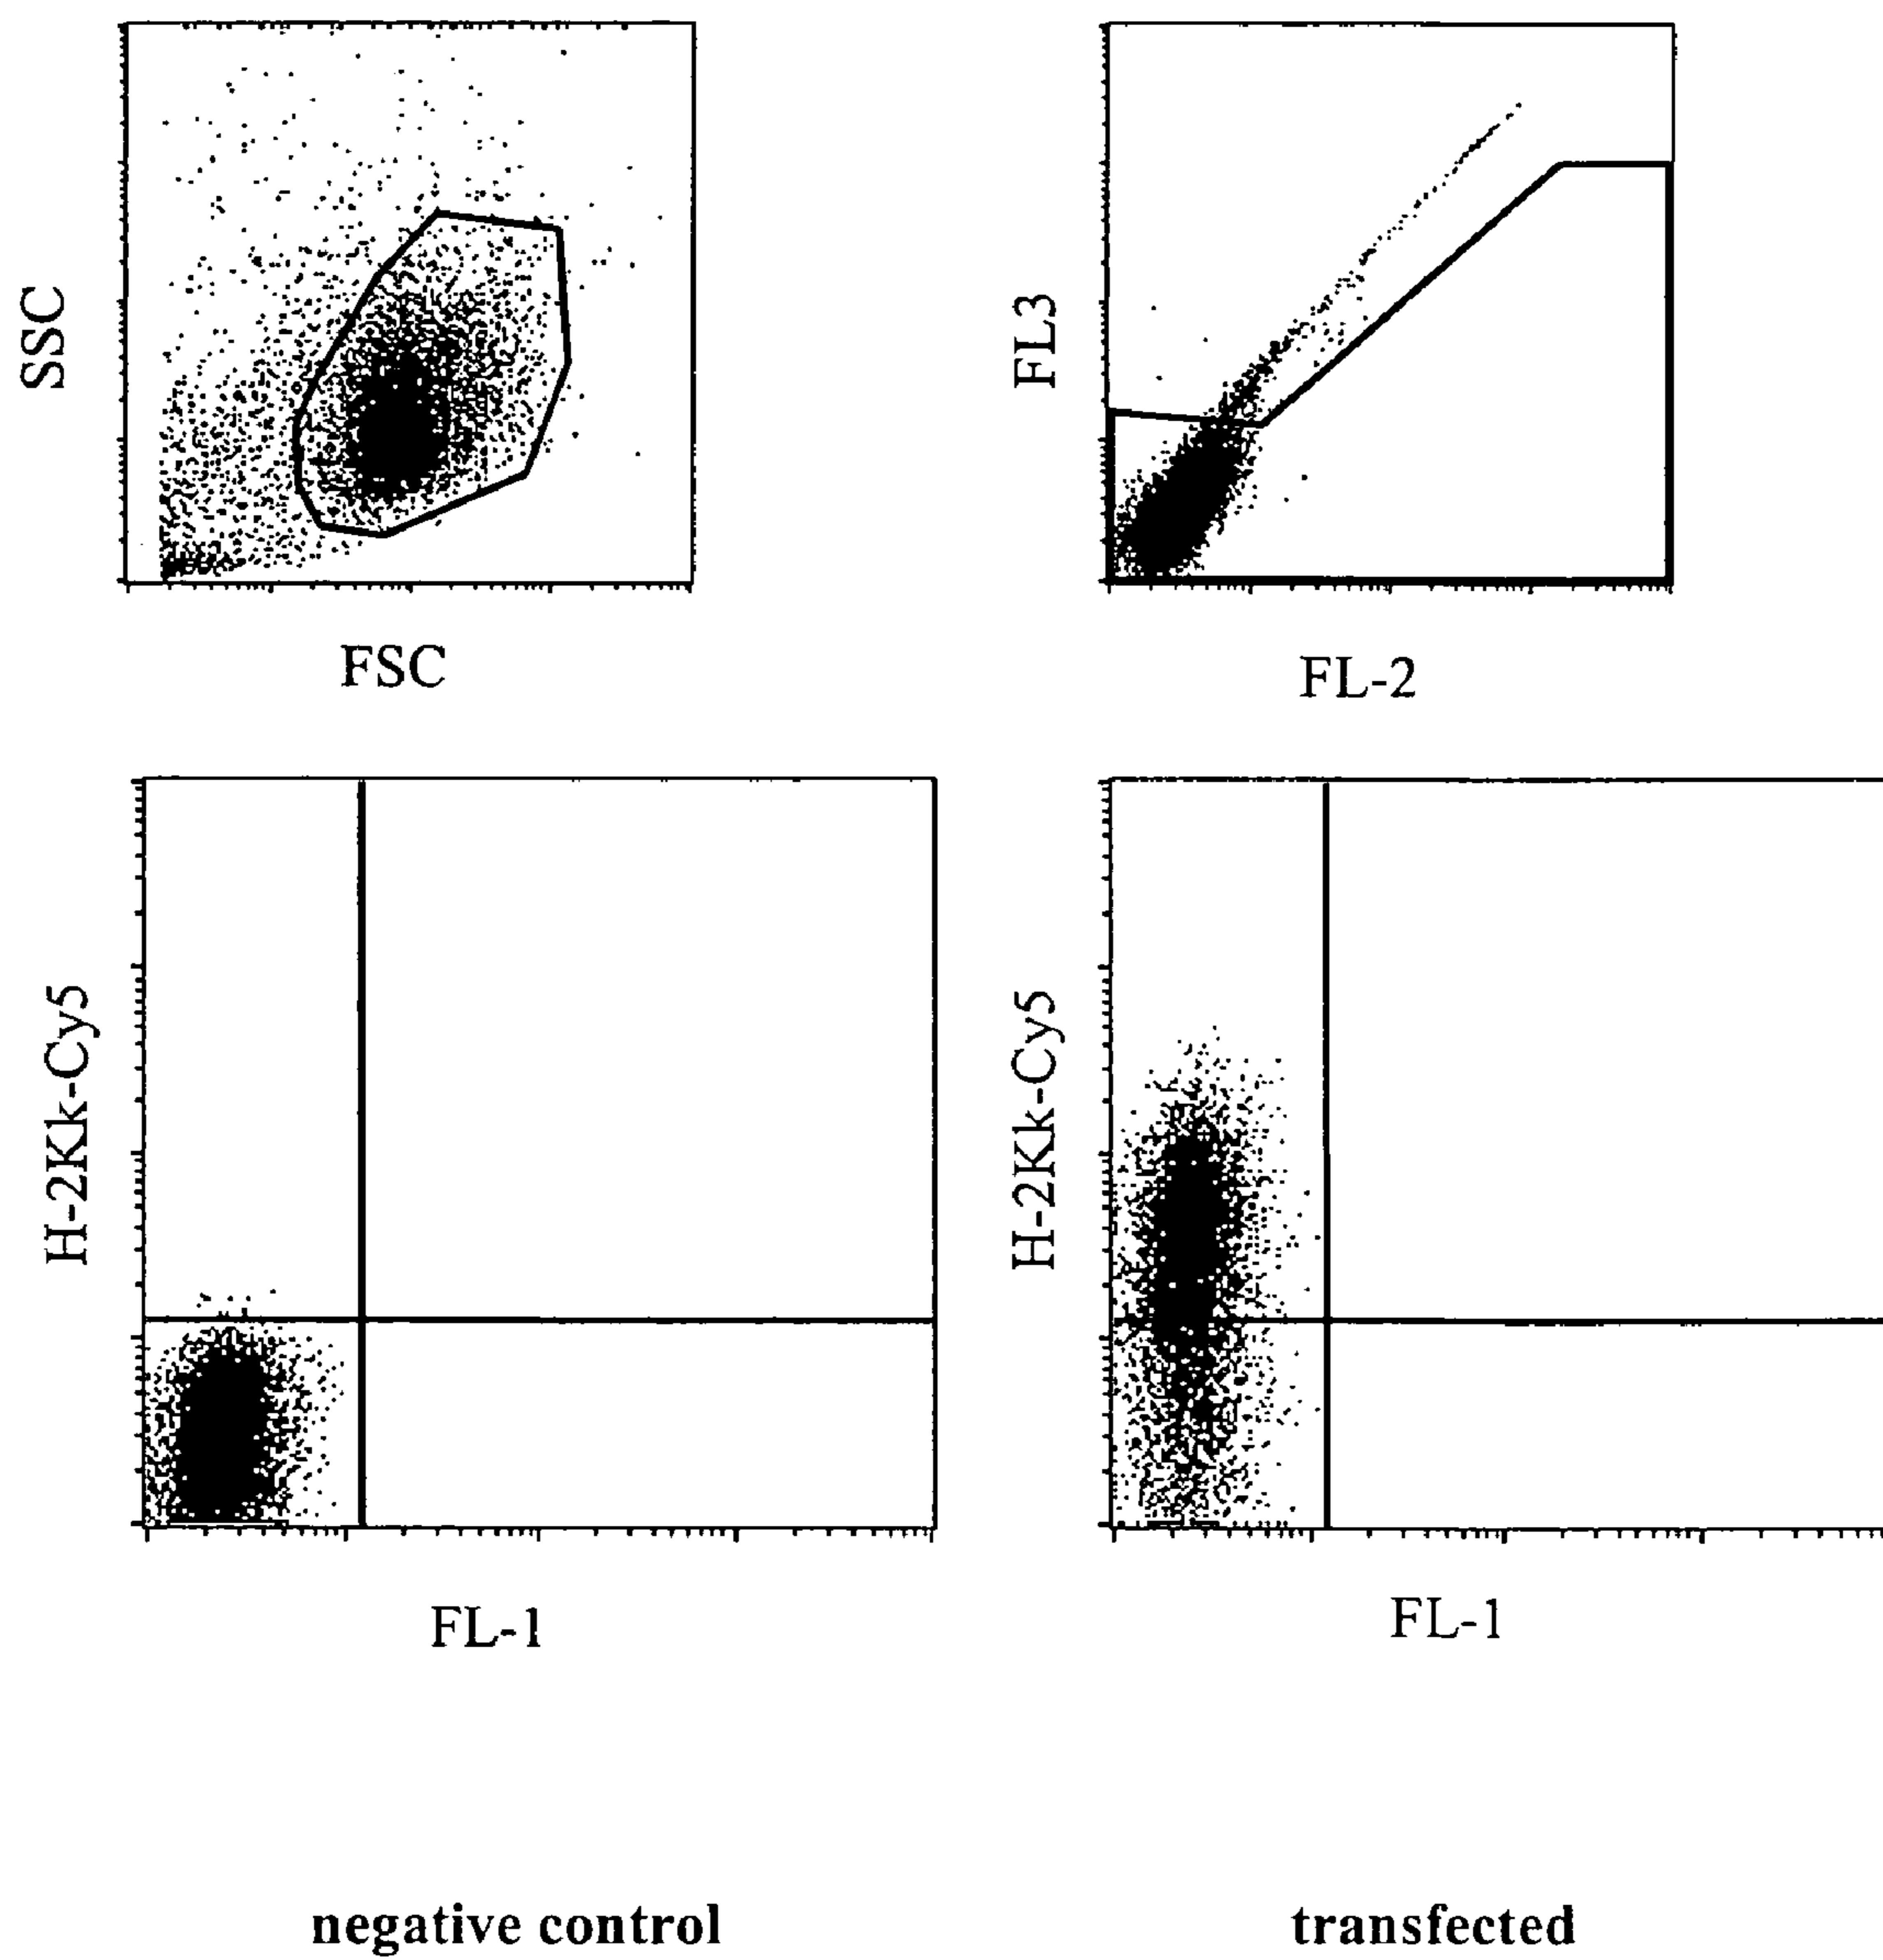 SSC
FSC
FL3
FL-2
H-2Kk-Cy5
FL-1
H-2Kk-Cy5
FL-1
negative control
transfected